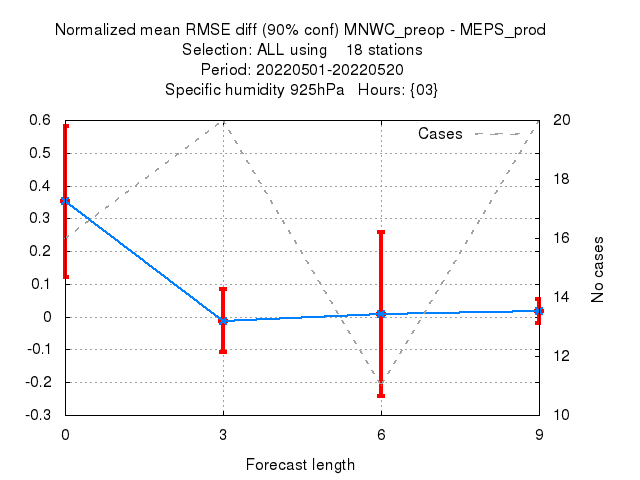 Normalized mean RMSE diff (90% conf) MNWC_preop - MEPS_prod
Selection: ALL using 18 stations
Period: 20220501-20220520
Specific humidity 925hPa Hours: {03}
Cases
0.6
0.5
0.4
0.3
0.2
0.1
0
-0.1
-0.2
-0.3
20
18
16
14
12
10
No cases
0 3 6 9
Forecast length